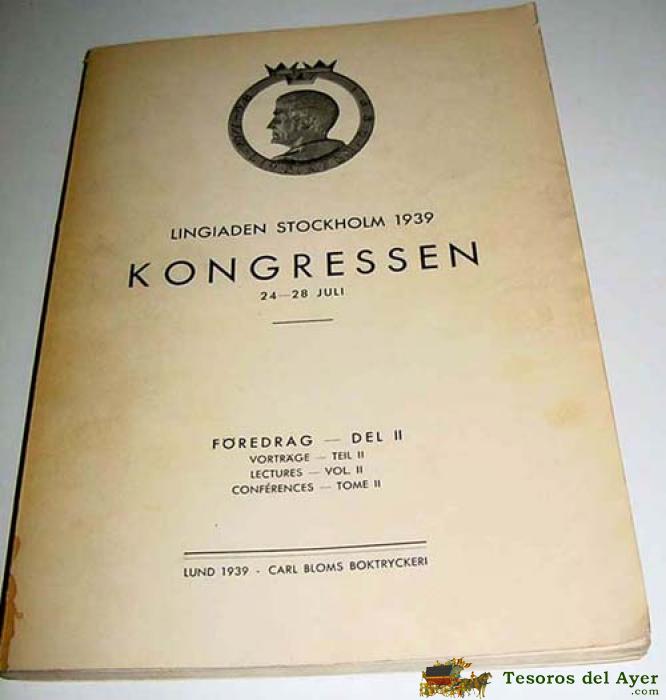 LINGIADEN STOCKHOLM 1939
KONGRESSEN
24—28 JULI
FÖREDRAG — DEL II
VORTRÄGE — TEIL II
LECTURES — VOL. II
CONFÉRENCES — TOME II
LUND 1939 - CARL BLOMS BOKTRYCKERI
Tesoros del Ayer
.com